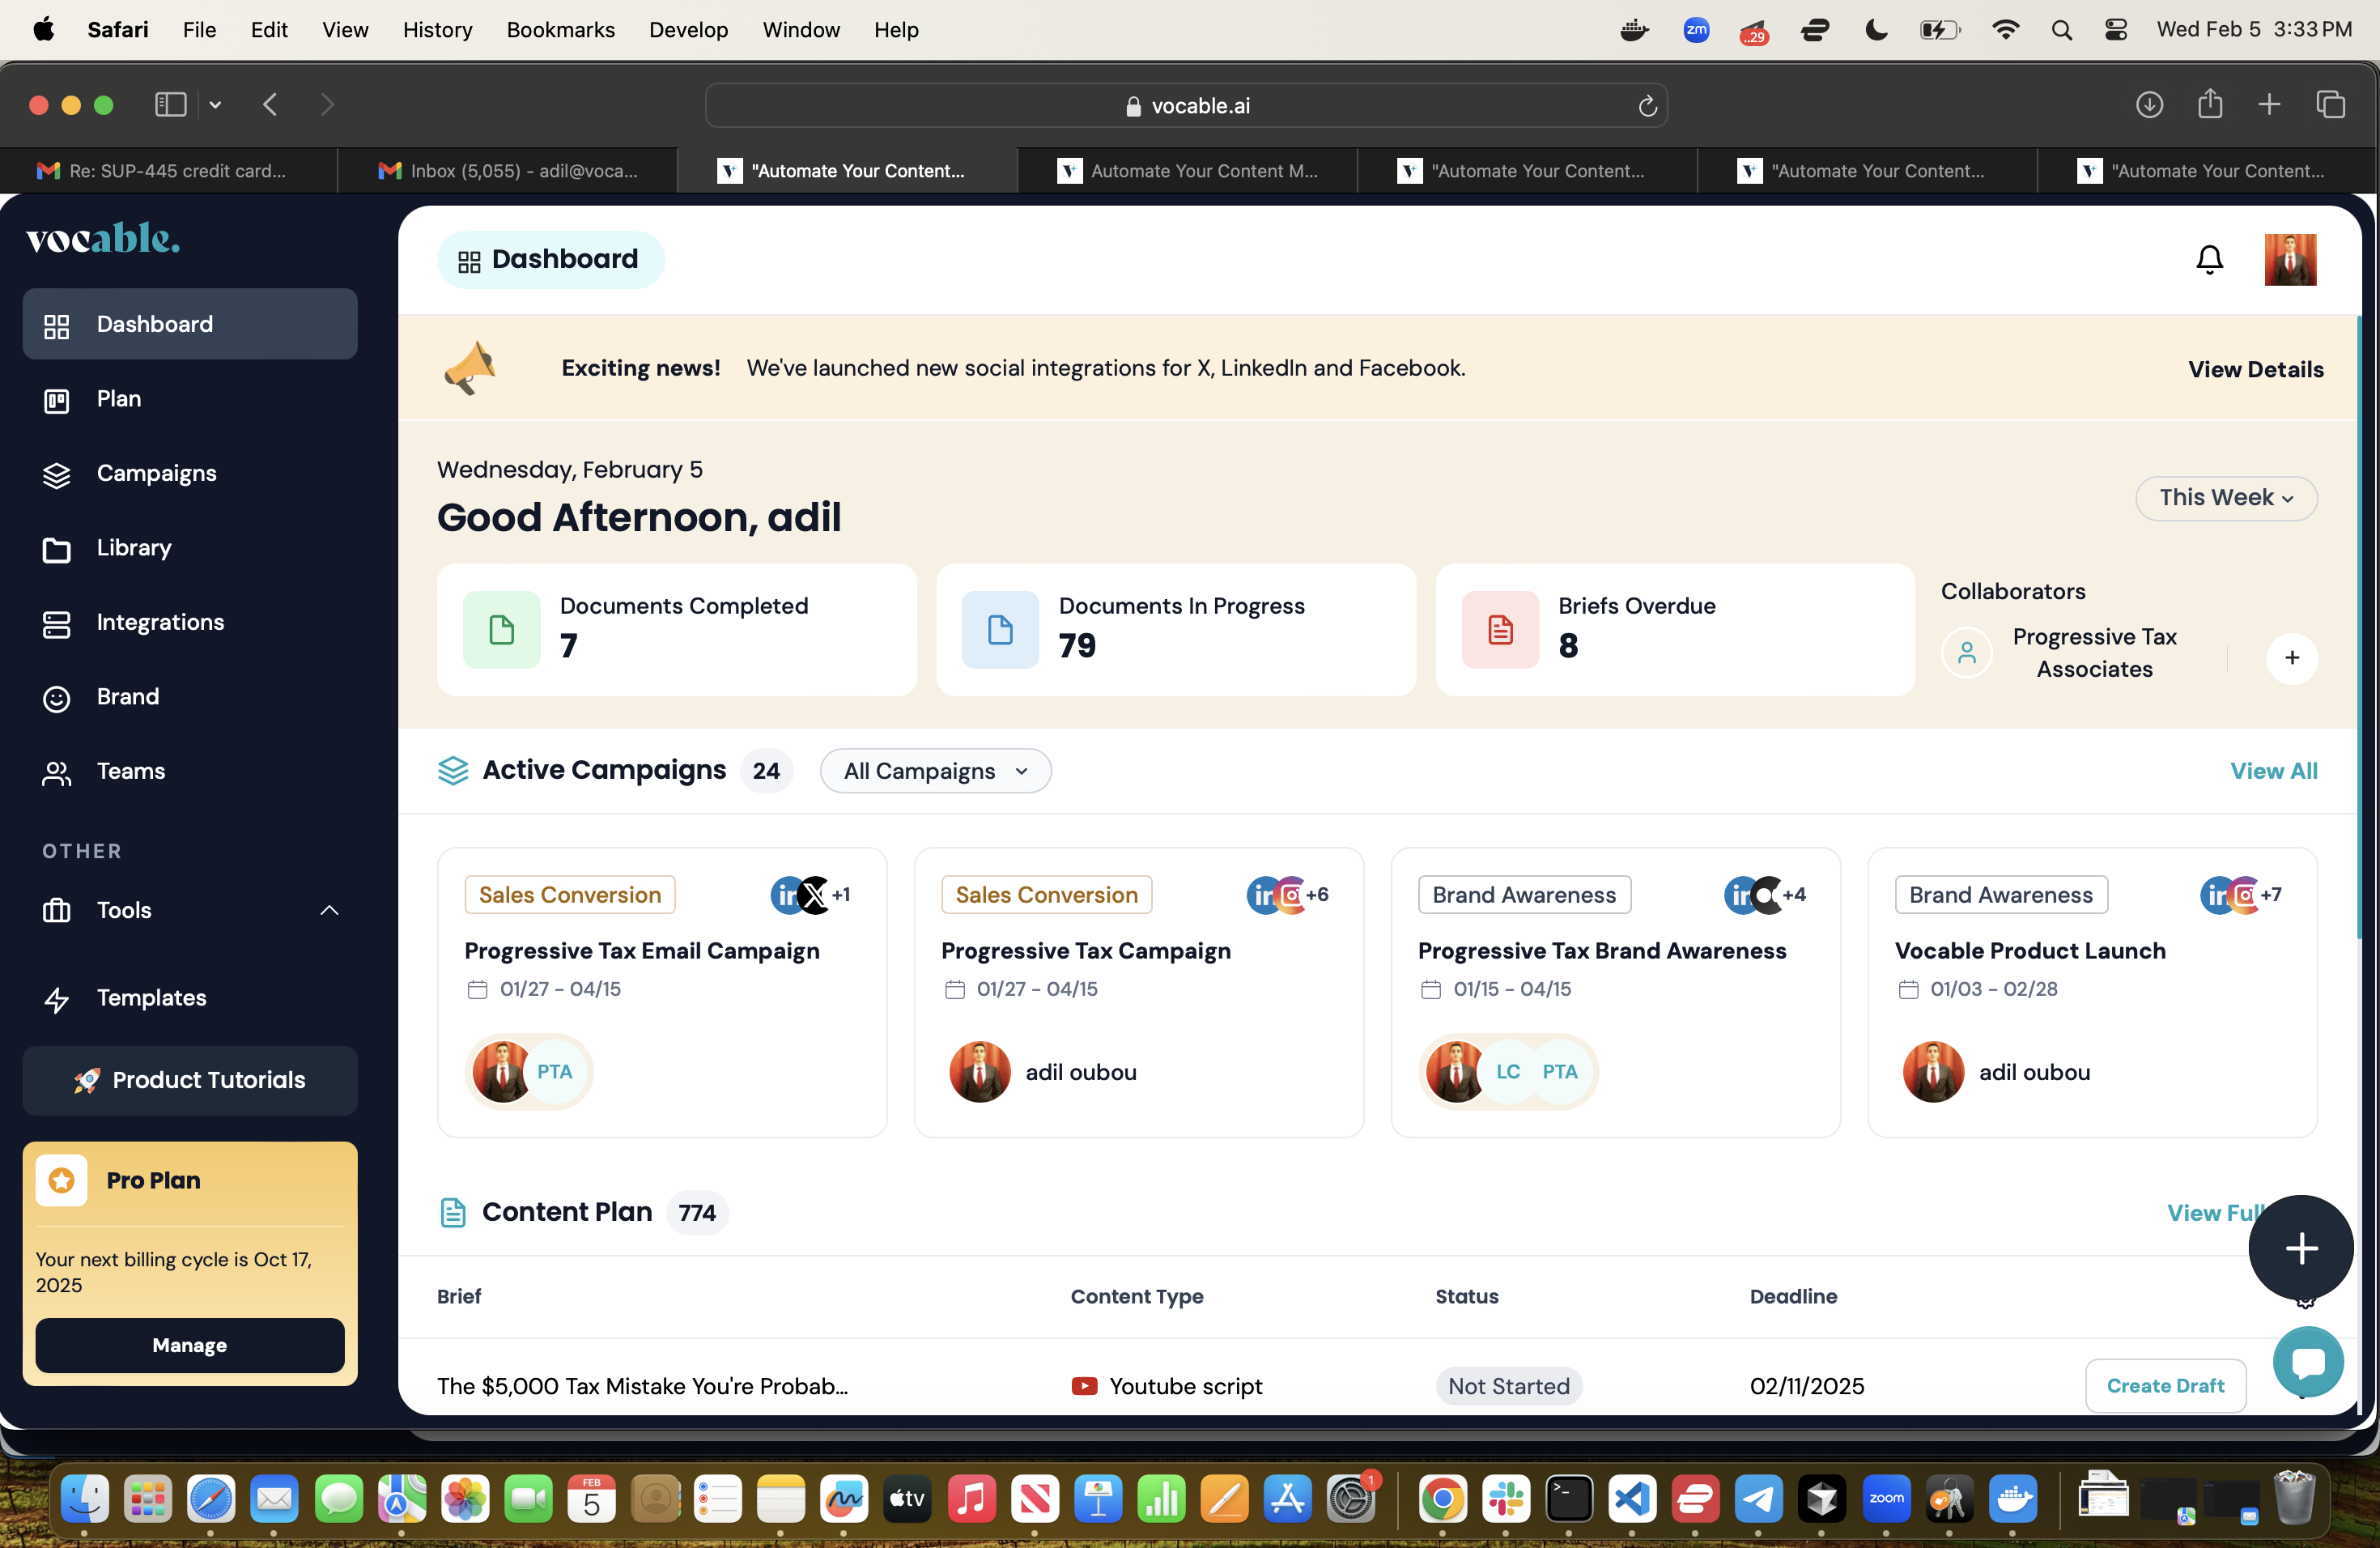 Safari File Edit View History Bookmarks Develop Window Help
zm
..29
Wed Feb 5 3:33 PM
vocable.ai
Re: SUP-445 credit card...
Inbox (5,055) - adil@voca...
"Automate Your Content...
Automate Your Content M...
"Automate Your Content...
"Automate Your Content...
"Automate Your Content...
vocable.
Dashboard
Plan
Campaigns
Library
Integrations
Brand
Teams
OTHER
Tools
Templates
🚀 Product Tutorials
Pro Plan
Your next billing cycle is Oct 17,
2025
Manage
Dashboard
Exciting news! We've launched new social integrations for X, LinkedIn and Facebook.
View Details
Wednesday, February 5
Good Afternoon, adil
This Week
Documents Completed
7
Documents In Progress
79
Briefs Overdue
8
Collaborators
Progressive Tax
Associates
+
Active Campaigns 24
All Campaigns
View All
Sales Conversion
in X +1
Progressive Tax Email Campaign
01/27 - 04/15
PTA
Sales Conversion
in +6
Progressive Tax Campaign
01/27 - 04/15
adil oubou
Brand Awareness
in +4
Progressive Tax Brand Awareness
01/15 - 04/15
LC PTA
Brand Awareness
in +7
Vocable Product Launch
01/03 - 02/28
adil oubou
Content Plan 774
View Full
Brief Content Type Status Deadline
The $5,000 Tax Mistake You're Probab... Youtube script Not Started 02/11/2025 Create Draft
FEB
5
tv
1
zoom